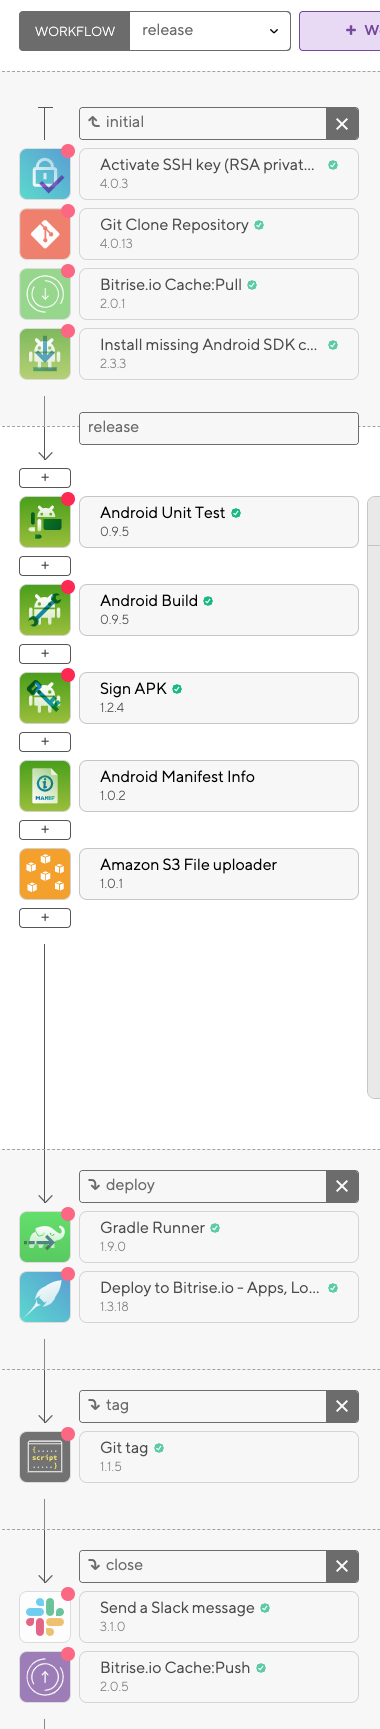 WORKFLOW release + W
initial
Activate SSH key (RSA privat...
4.0.3
Git Clone Repository
4.0.13
Bitrise.io Cache:Pull
2.0.1
Install missing Android SDK c...
2.3.3
release
+
Android Unit Test
0.9.5
+
Android Build
0.9.5
+
Sign APK
1.2.4
+
Android Manifest Info
1.0.2
MANIF
+
Amazon S3 File uploader
1.0.1
+
deploy
Gradle Runner
1.9.0
Deploy to Bitrise.io - Apps, Lo...
1.3.18
tag
Git tag
1.1.5
{.....
script
.....}
close
Send a Slack message
3.1.0
Bitrise.io Cache:Push
2.0.5